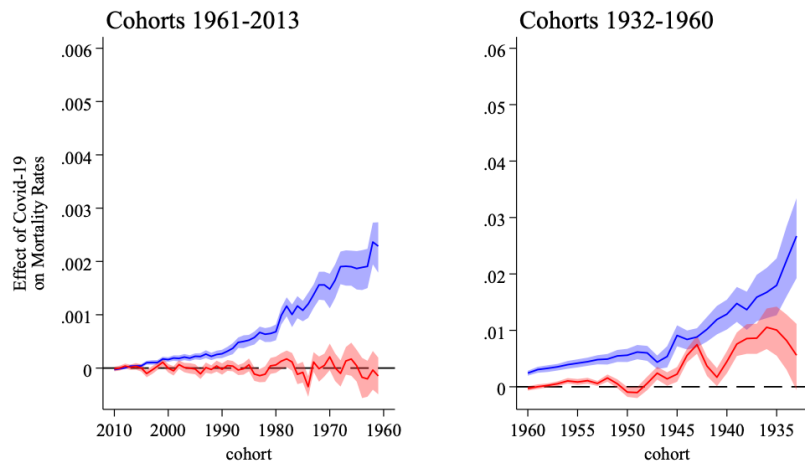 Cohorts 1961-2013
Effect of Covid-19
on Mortality Rates
.006
.005
.004
.003
.002
.001
0
2010 2000 1990 1980 1970 1960
cohort
Cohorts 1932-1960
.06
.05
.04
.03
.02
.01
0
1960 1955 1950 1945 1940 1935
cohort